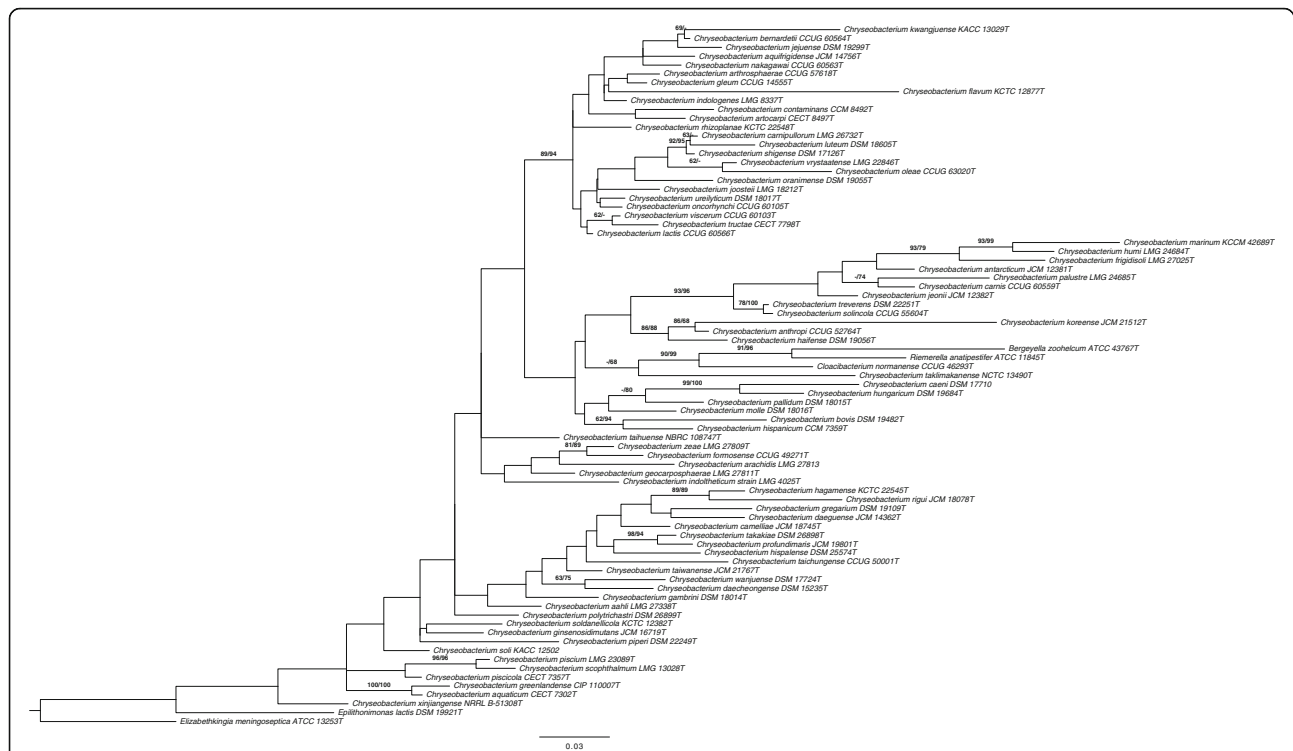 69/-
Chryseobacterium kwangjuense KACC 13029T
Chryseobacterium bernardetii CCUG 60564T
Chryseobacterium jejuense DSM 19299T
Chryseobacterium aquifrigidense JCM 14756T
Chryseobacterium nakagawai CCUG 60563T
Chryseobacterium arthrosphaerae CCUG 57618T
Chryseobacterium gleum CCUG 14555T
Chryseobacterium flavum KCTC 12877T
Chryseobacterium indologenes LMG 8337T
Chryseobacterium contaminans CCM 8492T
Chryseobacterium artocarpi CECT 8497T
Chryseobacterium rhizoplanae KCTC 22548T
63/-
Chryseobacterium carnipullorum LMG 26732T
92/95
Chryseobacterium luteum DSM 18605T
89/94
Chryseobacterium shigense DSM 17126T
62/-
Chryseobacterium vrystaatense LMG 22846T
Chryseobacterium oleae CCUG 63020T
Chryseobacterium oranimense DSM 19055T
Chryseobacterium joosteii LMG 18212T
Chryseobacterium ureilyticum DSM 18017T
Chryseobacterium oncorhynchi CCUG 60105T
62/-
Chryseobacterium viscerum CCUG 60103T
Chryseobacterium tructae CECT 7798T
Chryseobacterium lactis CCUG 60566T
93/99
Chryseobacterium marinum KCCM 42689T
93/79
Chryseobacterium humi LMG 24684T
Chryseobacterium frigidisoli LMG 27025T
Chryseobacterium antarcticum JCM 12381T
-/74
Chryseobacterium palustre LMG 24685T
Chryseobacterium carnis CCUG 60559T
93/96
Chryseobacterium jeonii JCM 12382T
78/100
Chryseobacterium treverens DSM 22251T
Chryseobacterium solincola CCUG 55604T
86/68
Chryseobacterium koreense JCM 21512T
86/88
Chryseobacterium anthropi CCUG 52764T
Chryseobacterium haifense DSM 19056T
91/96
Bergeyella zoohelcum ATCC 43767T
90/99
Riemerella anatipestifer ATCC 11845T
-/68
Cloacibacterium normanense CCUG 46293T
Chryseobacterium taklimakanense NCTC 13490T
99/100
Chryseobacterium caeni DSM 17710
-/80
Chryseobacterium hungaricum DSM 19684T
Chryseobacterium pallidum DSM 18015T
Chryseobacterium molle DSM 18016T
62/94
Chryseobacterium bovis DSM 19482T
Chryseobacterium hispanicum CCM 7359T
Chryseobacterium taihuense NBRC 108747T
81/89
Chryseobacterium zeae LMG 27809T
Chryseobacterium formosense CCUG 49271T
Chryseobacterium arachidis LMG 27813
Chryseobacterium geocarposphaerae LMG 27811T
Chryseobacterium indoltheticum strain LMG 4025T
89/89
Chryseobacterium hagamense KCTC 22545T
Chryseobacterium rigui JCM 18078T
Chryseobacterium gregarium DSM 19109T
Chryseobacterium daeguense JCM 14362T
Chryseobacterium camelliae JCM 18745T
98/94
Chryseobacterium takakiae DSM 26898T
Chryseobacterium profundimaris JCM 19801T
Chryseobacterium hispalense DSM 25574T
Chryseobacterium taichungense CCUG 50001T
Chryseobacterium taiwanense JCM 21767T
63/75
Chryseobacterium wanjuense DSM 17724T
Chryseobacterium daecheongense DSM 15235T
Chryseobacterium gambrini DSM 18014T
Chryseobacterium aahli LMG 27338T
Chryseobacterium polytrichastri DSM 26899T
Chryseobacterium soldanellicola KCTC 12382T
Chryseobacterium ginsenosidimutans JCM 16719T
Chryseobacterium piperi DSM 22249T
Chryseobacterium soli KACC 12502
96/96
Chryseobacterium piscium LMG 23089T
Chryseobacterium scophthalmum LMG 13028T
Chryseobacterium piscicola CECT 7357T
100/100
Chryseobacterium greenlandense CIP 110007T
Chryseobacterium aquaticum CECT 7302T
Chryseobacterium xinjiangense NRRL B-51308T
Epilithonimonas lactis DSM 19921T
Elizabethkingia meningoseptica ATCC 13253T
0.03